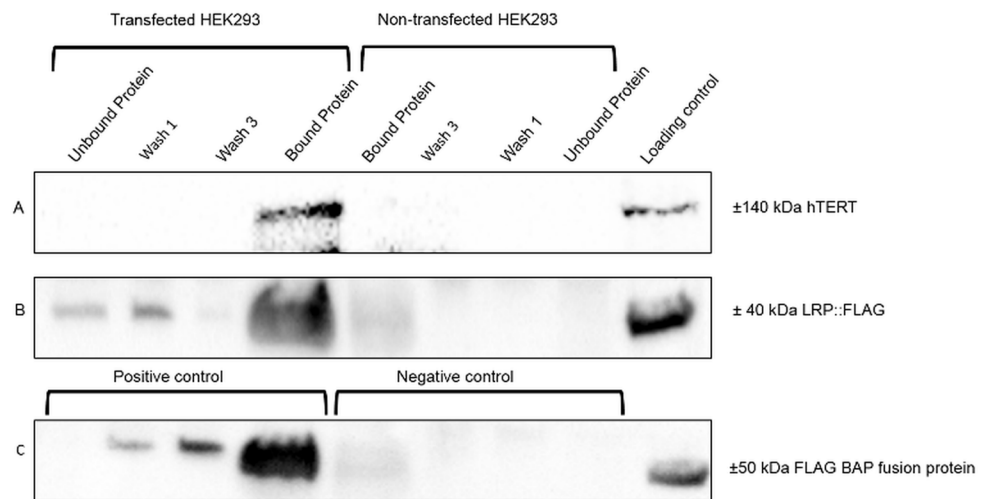 Transfected HEK293
Non-transfected HEK293
Unbound Protein
Wash 1
Wash 3
Bound Protein
Bound Protein
Wash 3
Wash 1
Unbound Protein
Loading control
A
±140 kDa hTERT
B
± 40 kDa LRP::FLAG
Positive control
Negative control
C
±50 kDa FLAG BAP fusion protein